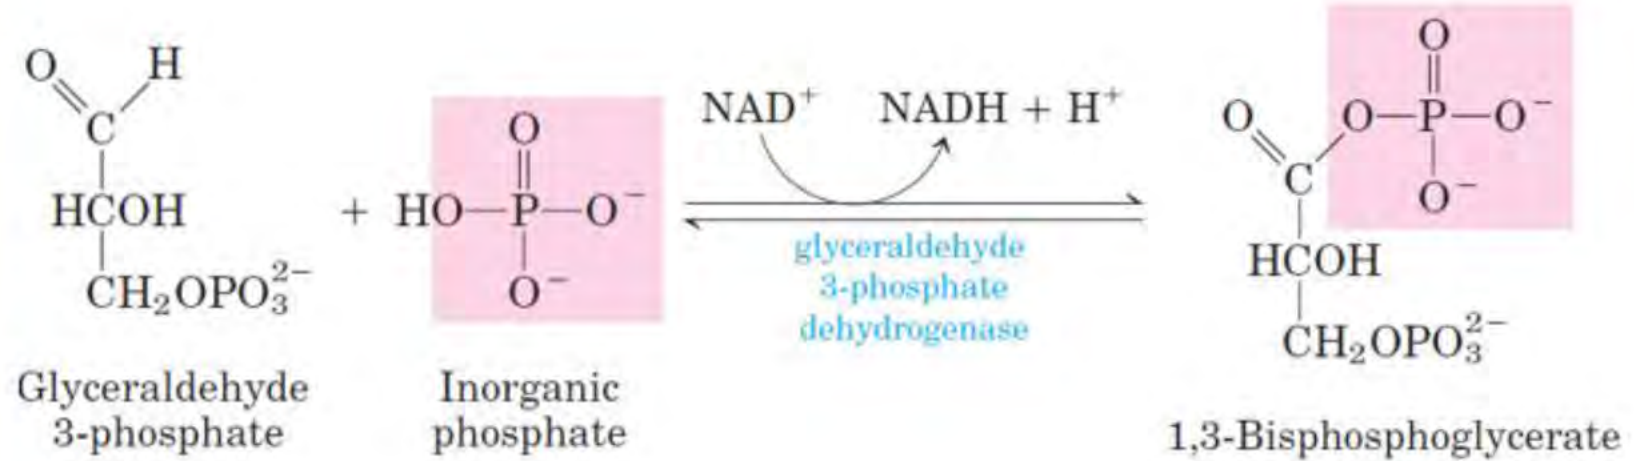 O H
C
HCOH
CH₂OPO₃²⁻
Glyceraldehyde
3-phosphate
+
O
HO—P—O⁻
O⁻
Inorganic
phosphate
NAD⁺ NADH + H⁺
glyceraldehyde
3-phosphate
dehydrogenase
O
O O—P—O⁻
C O⁻
HCOH
CH₂OPO₃²⁻
1,3-Bisphosphoglycerate